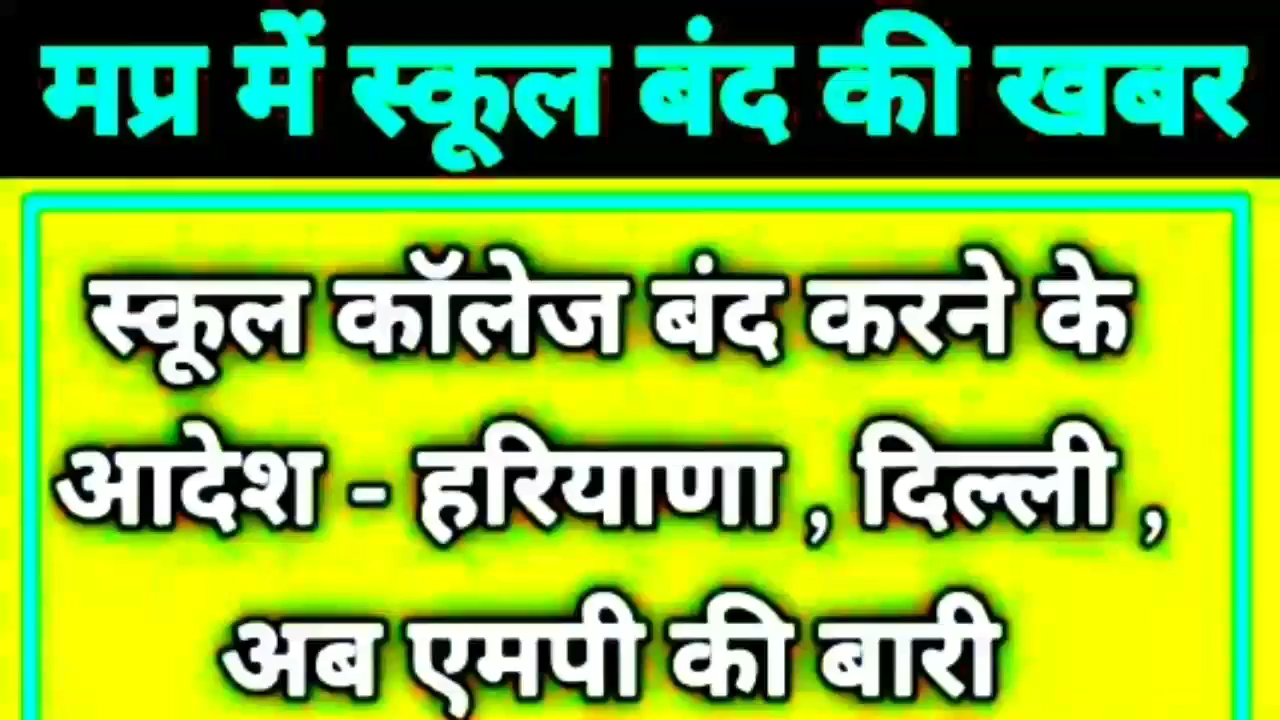 मप्र में स्कूल बंद की खबर
स्कूल कॉलेज बंद करने के
आदेश - हरियाणा , दिल्ली ,
अब एमपी की बारी